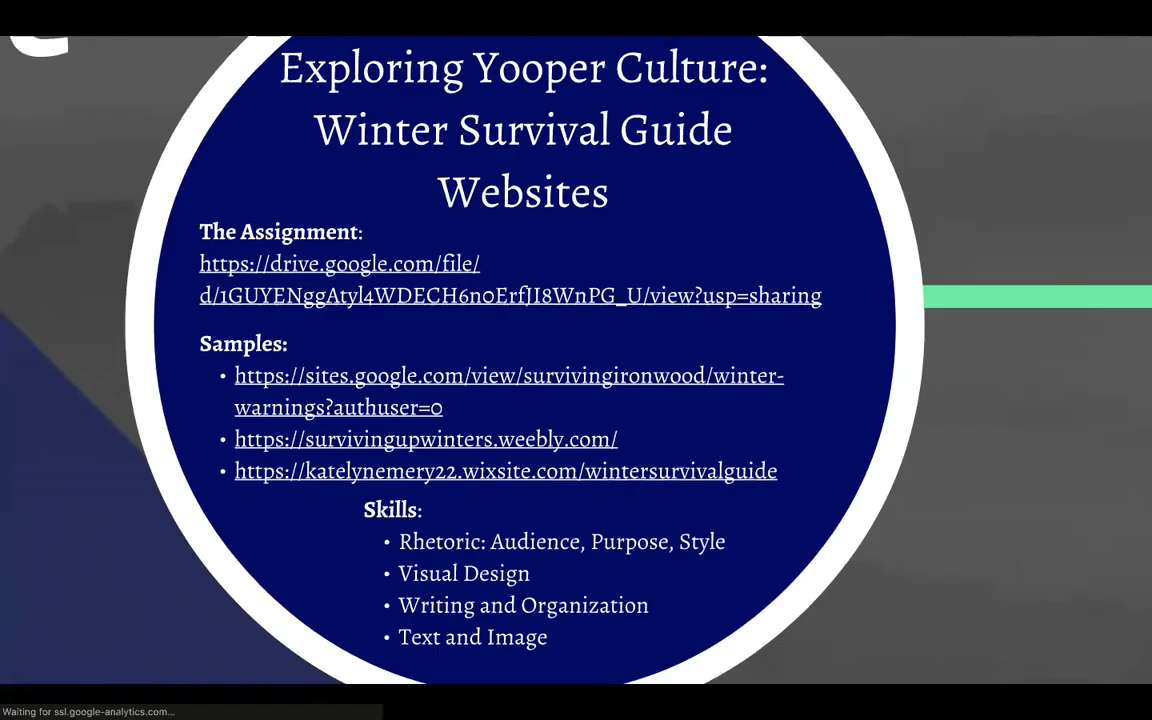 Exploring Yooper Culture:
Winter Survival Guide
Websites
The Assignment:
https://drive.google.com/file/
d/1GUYENggAtyl4WDECH6n0ErfJI8WnPG_U/view?usp=sharing
Samples:
• https://sites.google.com/view/survivingironwood/winter-
warnings?authuser=0
• https://survivingupwinters.weebly.com/
• https://katelynemery22.wixsite.com/wintersurvivalguide
Skills:
• Rhetoric: Audience, Purpose, Style
• Visual Design
• Writing and Organization
• Text and Image
Waiting for ssl.google-analytics.com...